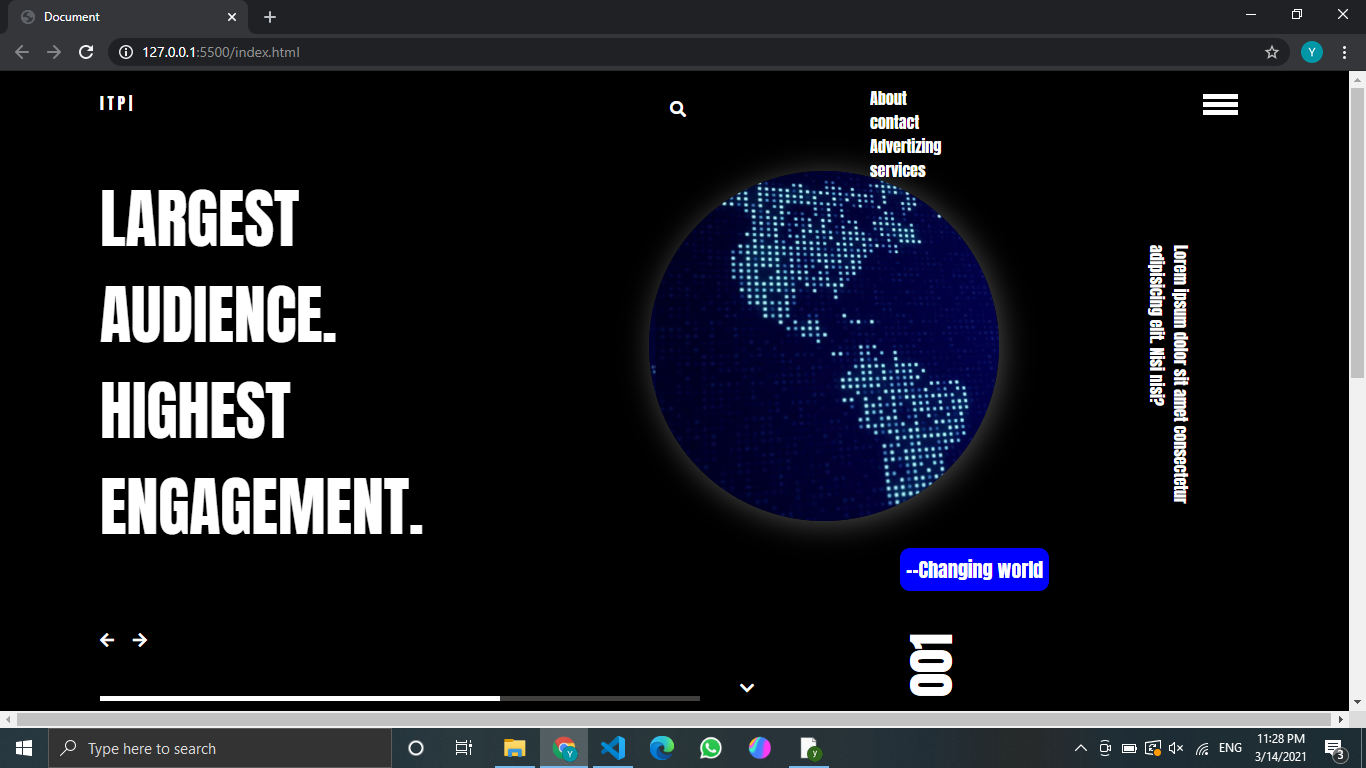 Document
127.0.0.1:5500/index.html
Y
ITP|
About
contact
Advertizing
services
LARGEST
AUDIENCE.
HIGHEST
ENGAGEMENT.
Lorem ipsum dolor sit amet consectetur
adipisicing elit. Nisi nisi?
--Changing world
001
Type here to search
Y
y
ENG
11:28 PM
3/14/2021
3